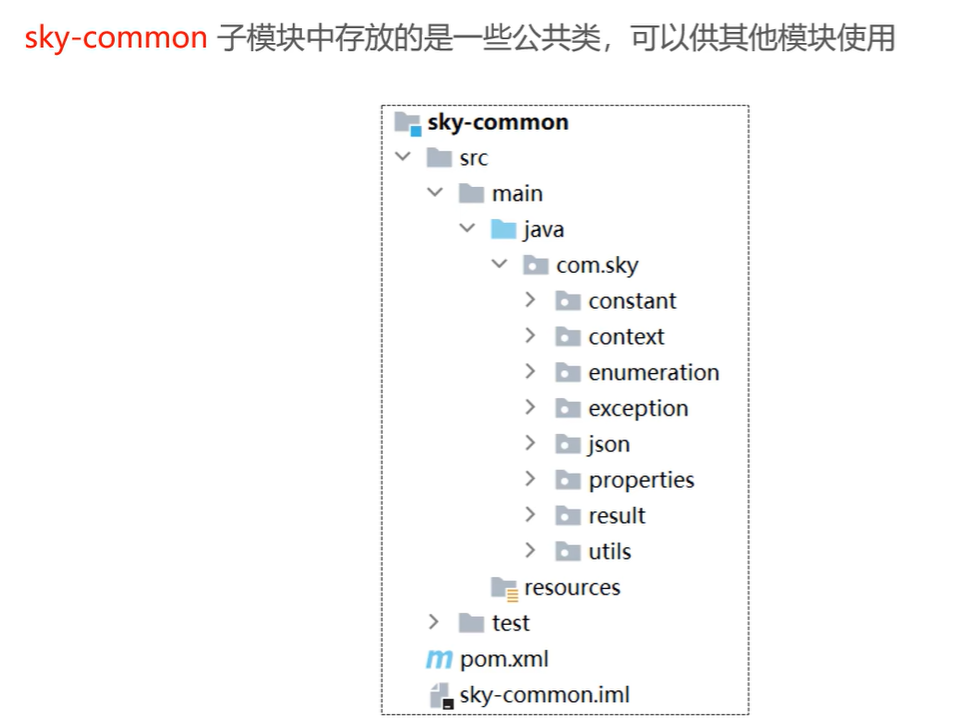 sky-common 子模块中存放的是一些公共类，可以供其他模块使用
sky-common
src
main
java
com.sky
constant
context
enumeration
exception
json
properties
result
utils
resources
test
pom.xml
sky-common.iml